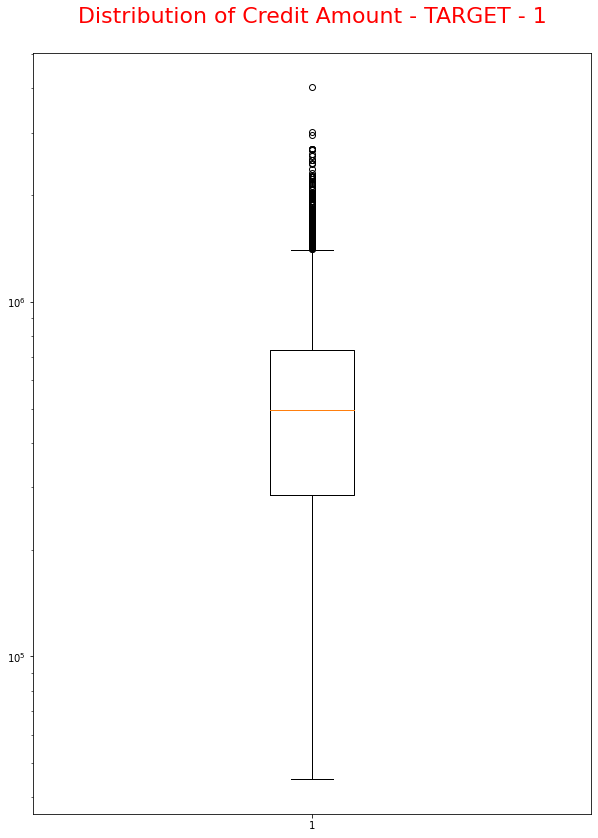 Distribution of Credit Amount - TARGET - 1
10⁶
10⁵
1